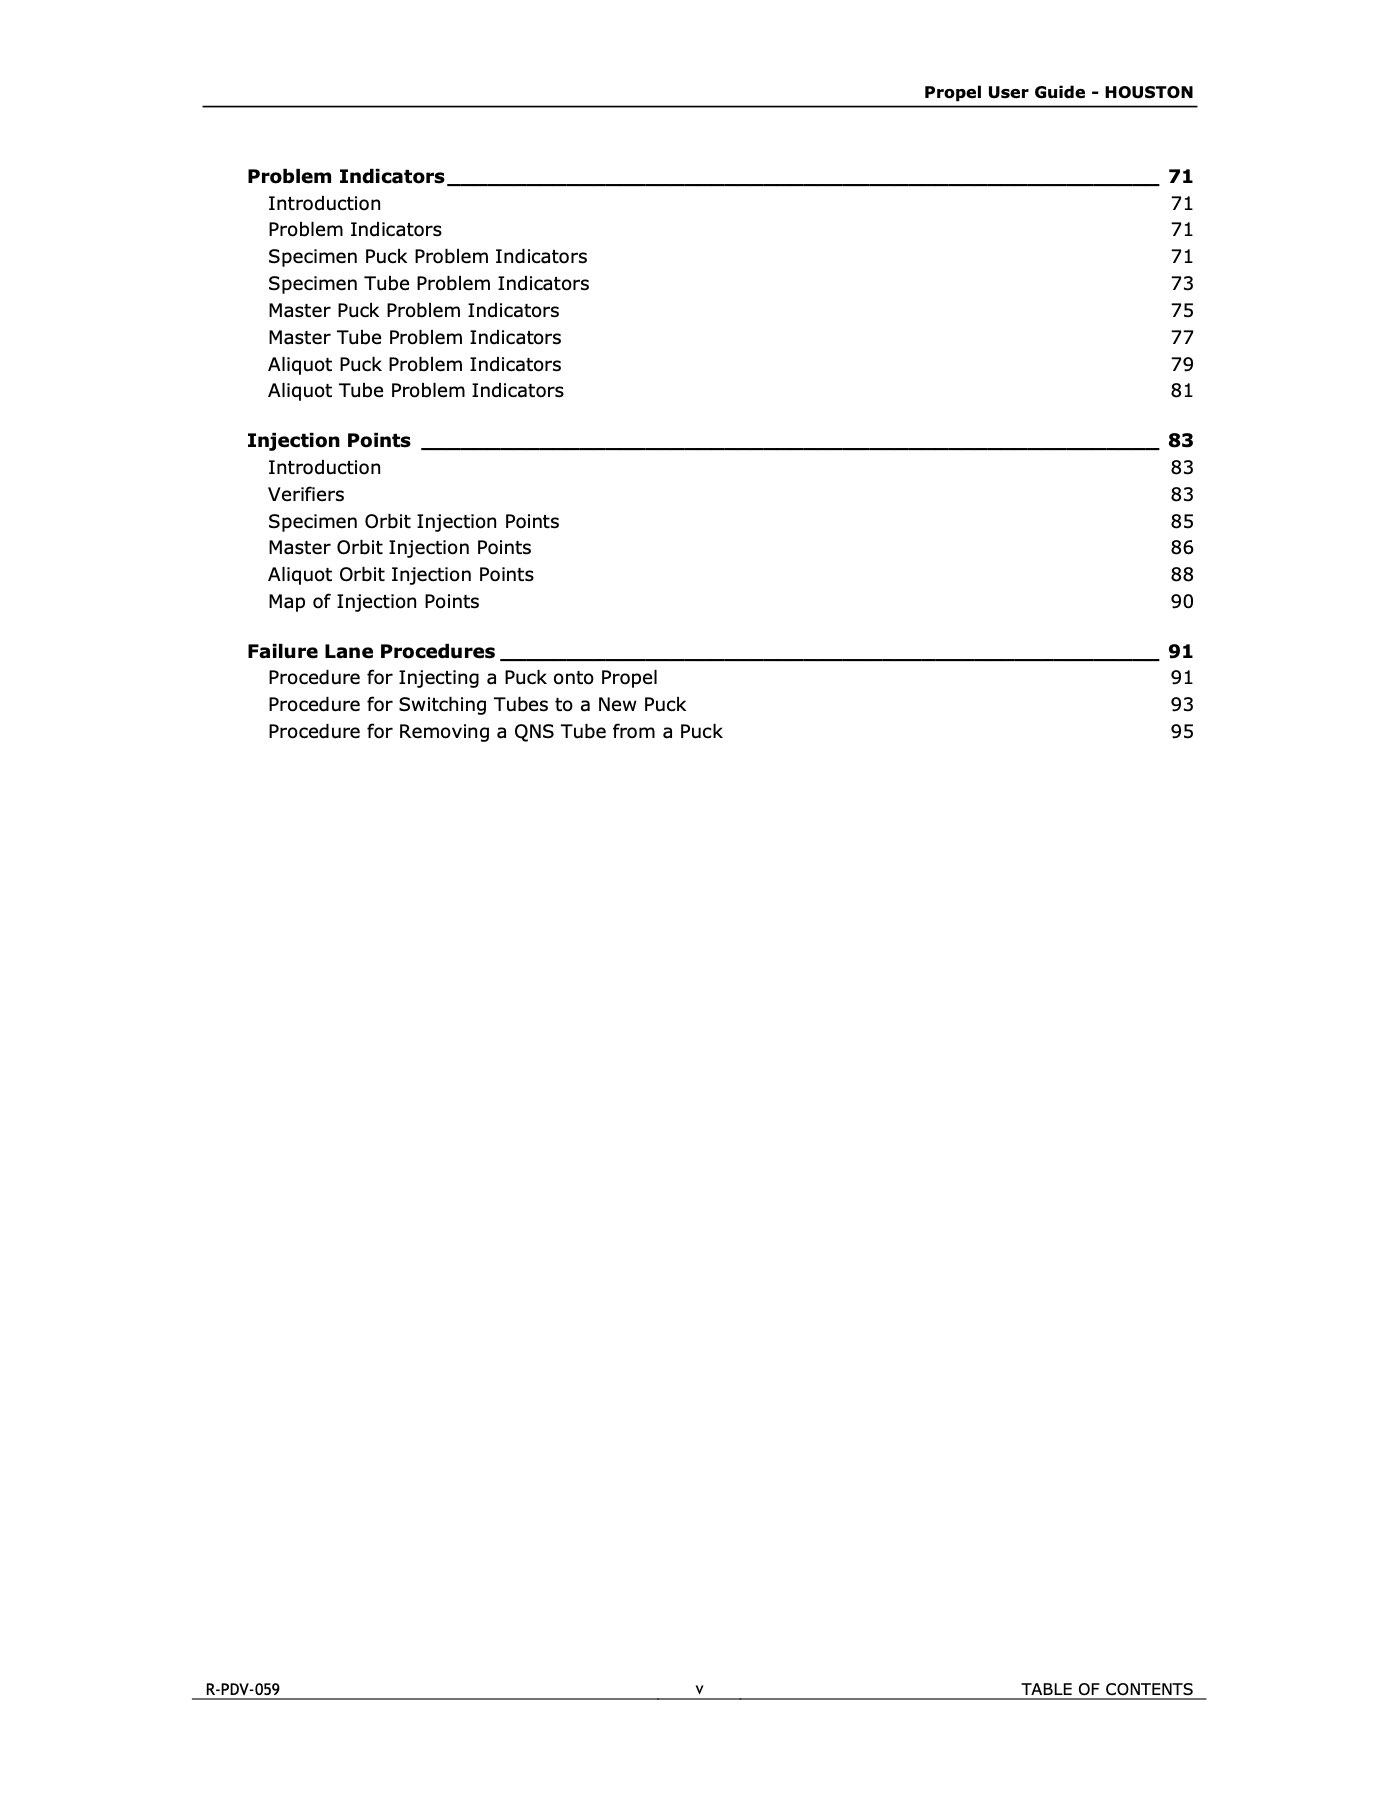 Propel User Guide - HOUSTON
Problem Indicators 71
Introduction 71
Problem Indicators 71
Specimen Puck Problem Indicators 71
Specimen Tube Problem Indicators 73
Master Puck Problem Indicators 75
Master Tube Problem Indicators 77
Aliquot Puck Problem Indicators 79
Aliquot Tube Problem Indicators 81
Injection Points 83
Introduction 83
Verifiers 83
Specimen Orbit Injection Points 85
Master Orbit Injection Points 86
Aliquot Orbit Injection Points 88
Map of Injection Points 90
Failure Lane Procedures 91
Procedure for Injecting a Puck onto Propel 91
Procedure for Switching Tubes to a New Puck 93
Procedure for Removing a QNS Tube from a Puck 95
R-PDV-059 v TABLE OF CONTENTS